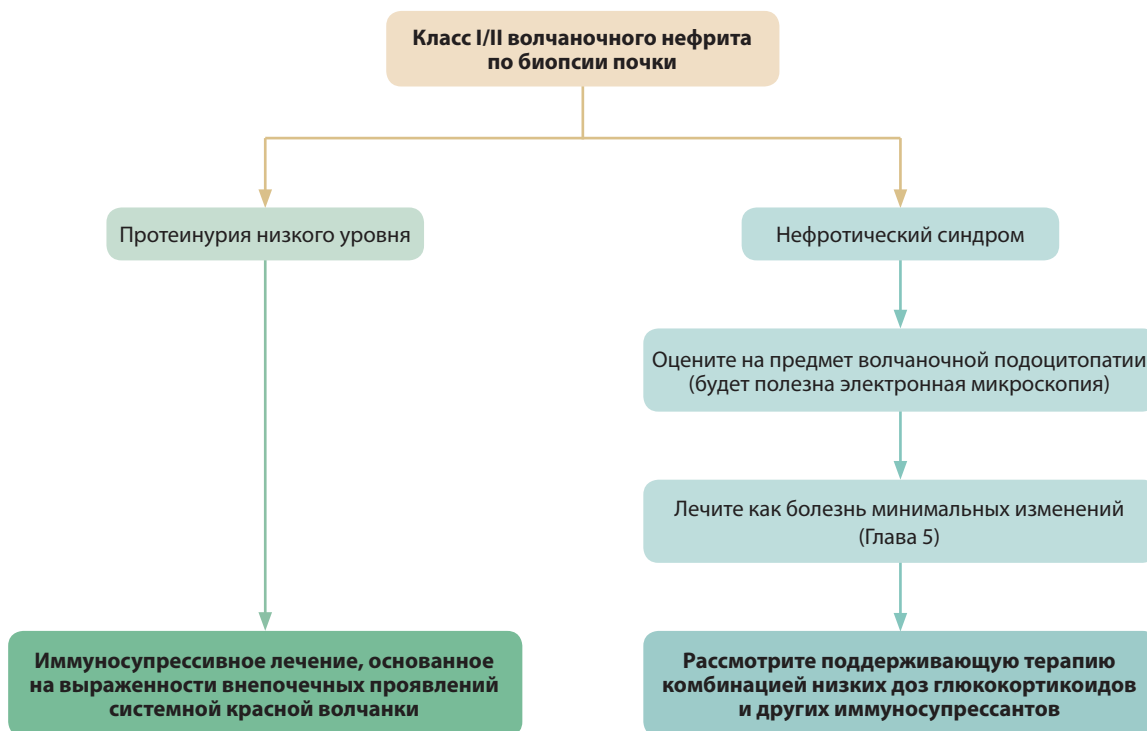 Класс I/II волчаночного нефрита
по биопсии почки
Протеинурия низкого уровня
Нефротический синдром
Оцените на предмет волчаночной подоцитопатии
(будет полезна электронная микроскопия)
Лечите как болезнь минимальных изменений
(Глава 5)
Иммуносупрессивное лечение, основанное
на выраженности внепочечных проявлений
системной красной волчанки
Рассмотрите поддерживающую терапию
комбинацией низких доз глюкокортикоидов
и других иммуносупрессантов